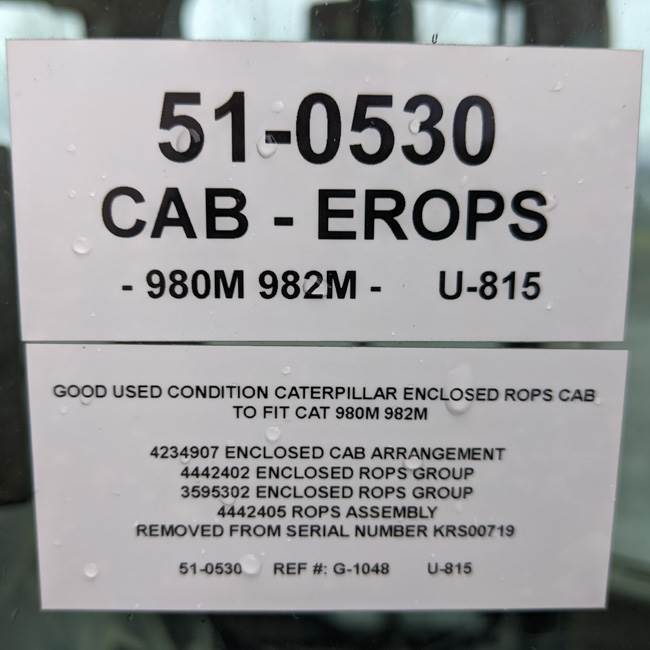 51-0530
CAB - EROPS
- 980M 982M - U-815
GOOD USED CONDITION CATERPILLAR ENCLOSED ROPS CAB
TO FIT CAT 980M 982M
4234907 ENCLOSED CAB ARRANGEMENT
4442402 ENCLOSED ROPS GROUP
3595302 ENCLOSED ROPS GROUP
4442405 ROPS ASSEMBLY
REMOVED FROM SERIAL NUMBER KRS00719
51-0530 REF #: G-1048 U-815